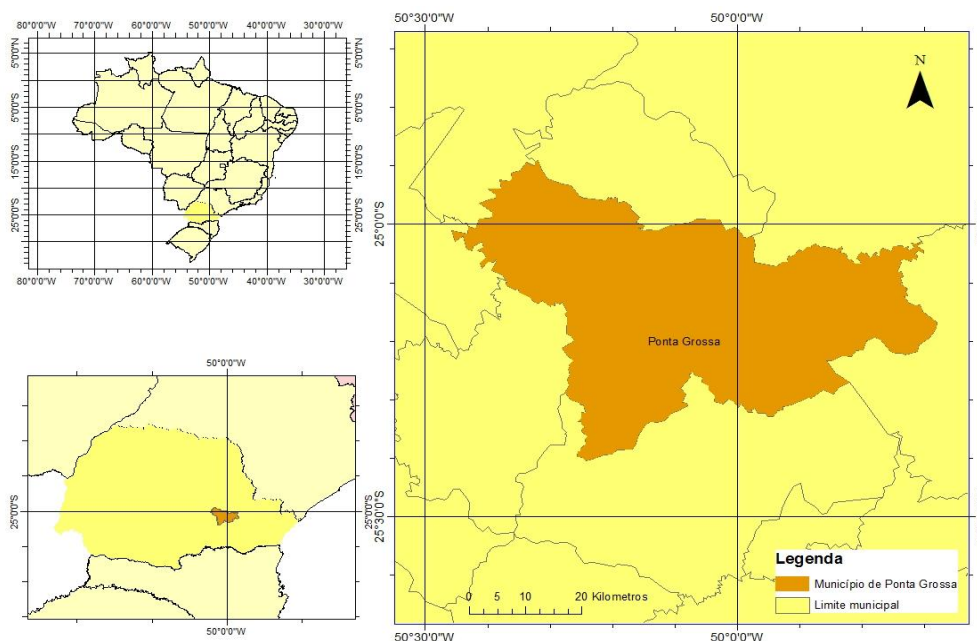 80°0'0"W 70°0'0"W 60°0'0"W 50°0'0"W 40°0'0"W 30°0'0"W
5°0'0"N 5°0'0"N
5°0'0"S 5°0'0"S
15°0'0"S 15°0'0"S
25°0'0"S 25°0'0"S
80°0'0"W 70°0'0"W 60°0'0"W 50°0'0"W 40°0'0"W 30°0'0"W
50°0'0"W
25°0'0"S 25°0'0"S
50°0'0"W
50°30'0"W 50°0'0"W
N
25°0'0"S
Ponta Grossa
25°30'0"S
Legenda
Município de Ponta Grossa
Limite municipal
0 5 10 20 Kilometros
50°30'0"W 50°0'0"W